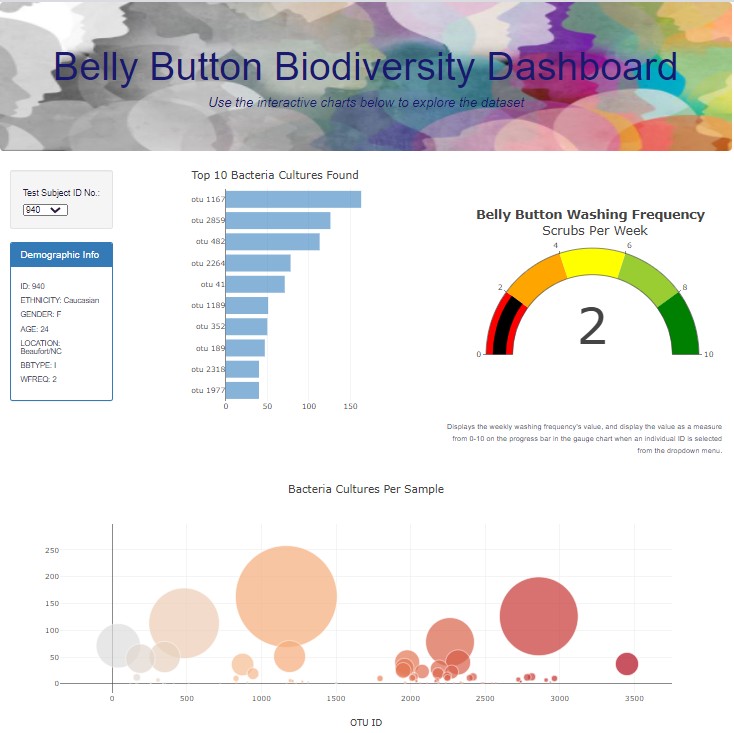 Belly Button Biodiversity Dashboard
Use the interactive charts below to explore the dataset
Test Subject ID No.:
940
Demographic Info
ID: 940
ETHNICITY: Caucasian
GENDER: F
AGE: 24
LOCATION:
Beaufort/NC
BBTYPE: I
WFREQ: 2
Top 10 Bacteria Cultures Found
otu 1167
otu 2859
otu 482
otu 2264
otu 41
otu 1189
otu 352
otu 189
otu 2318
otu 1977
0 50 100 150
Belly Button Washing Frequency
Scrubs Per Week
4 6
2 8
2
0 10
Displays the weekly washing frequency's value, and display the value as a measure
from 0-10 on the progress bar in the gauge chart when an individual ID is selected
from the dropdown menu.
Bacteria Cultures Per Sample
250
200
150
100
50
0
0 500 1000 1500 2000 2500 3000 3500
OTU ID